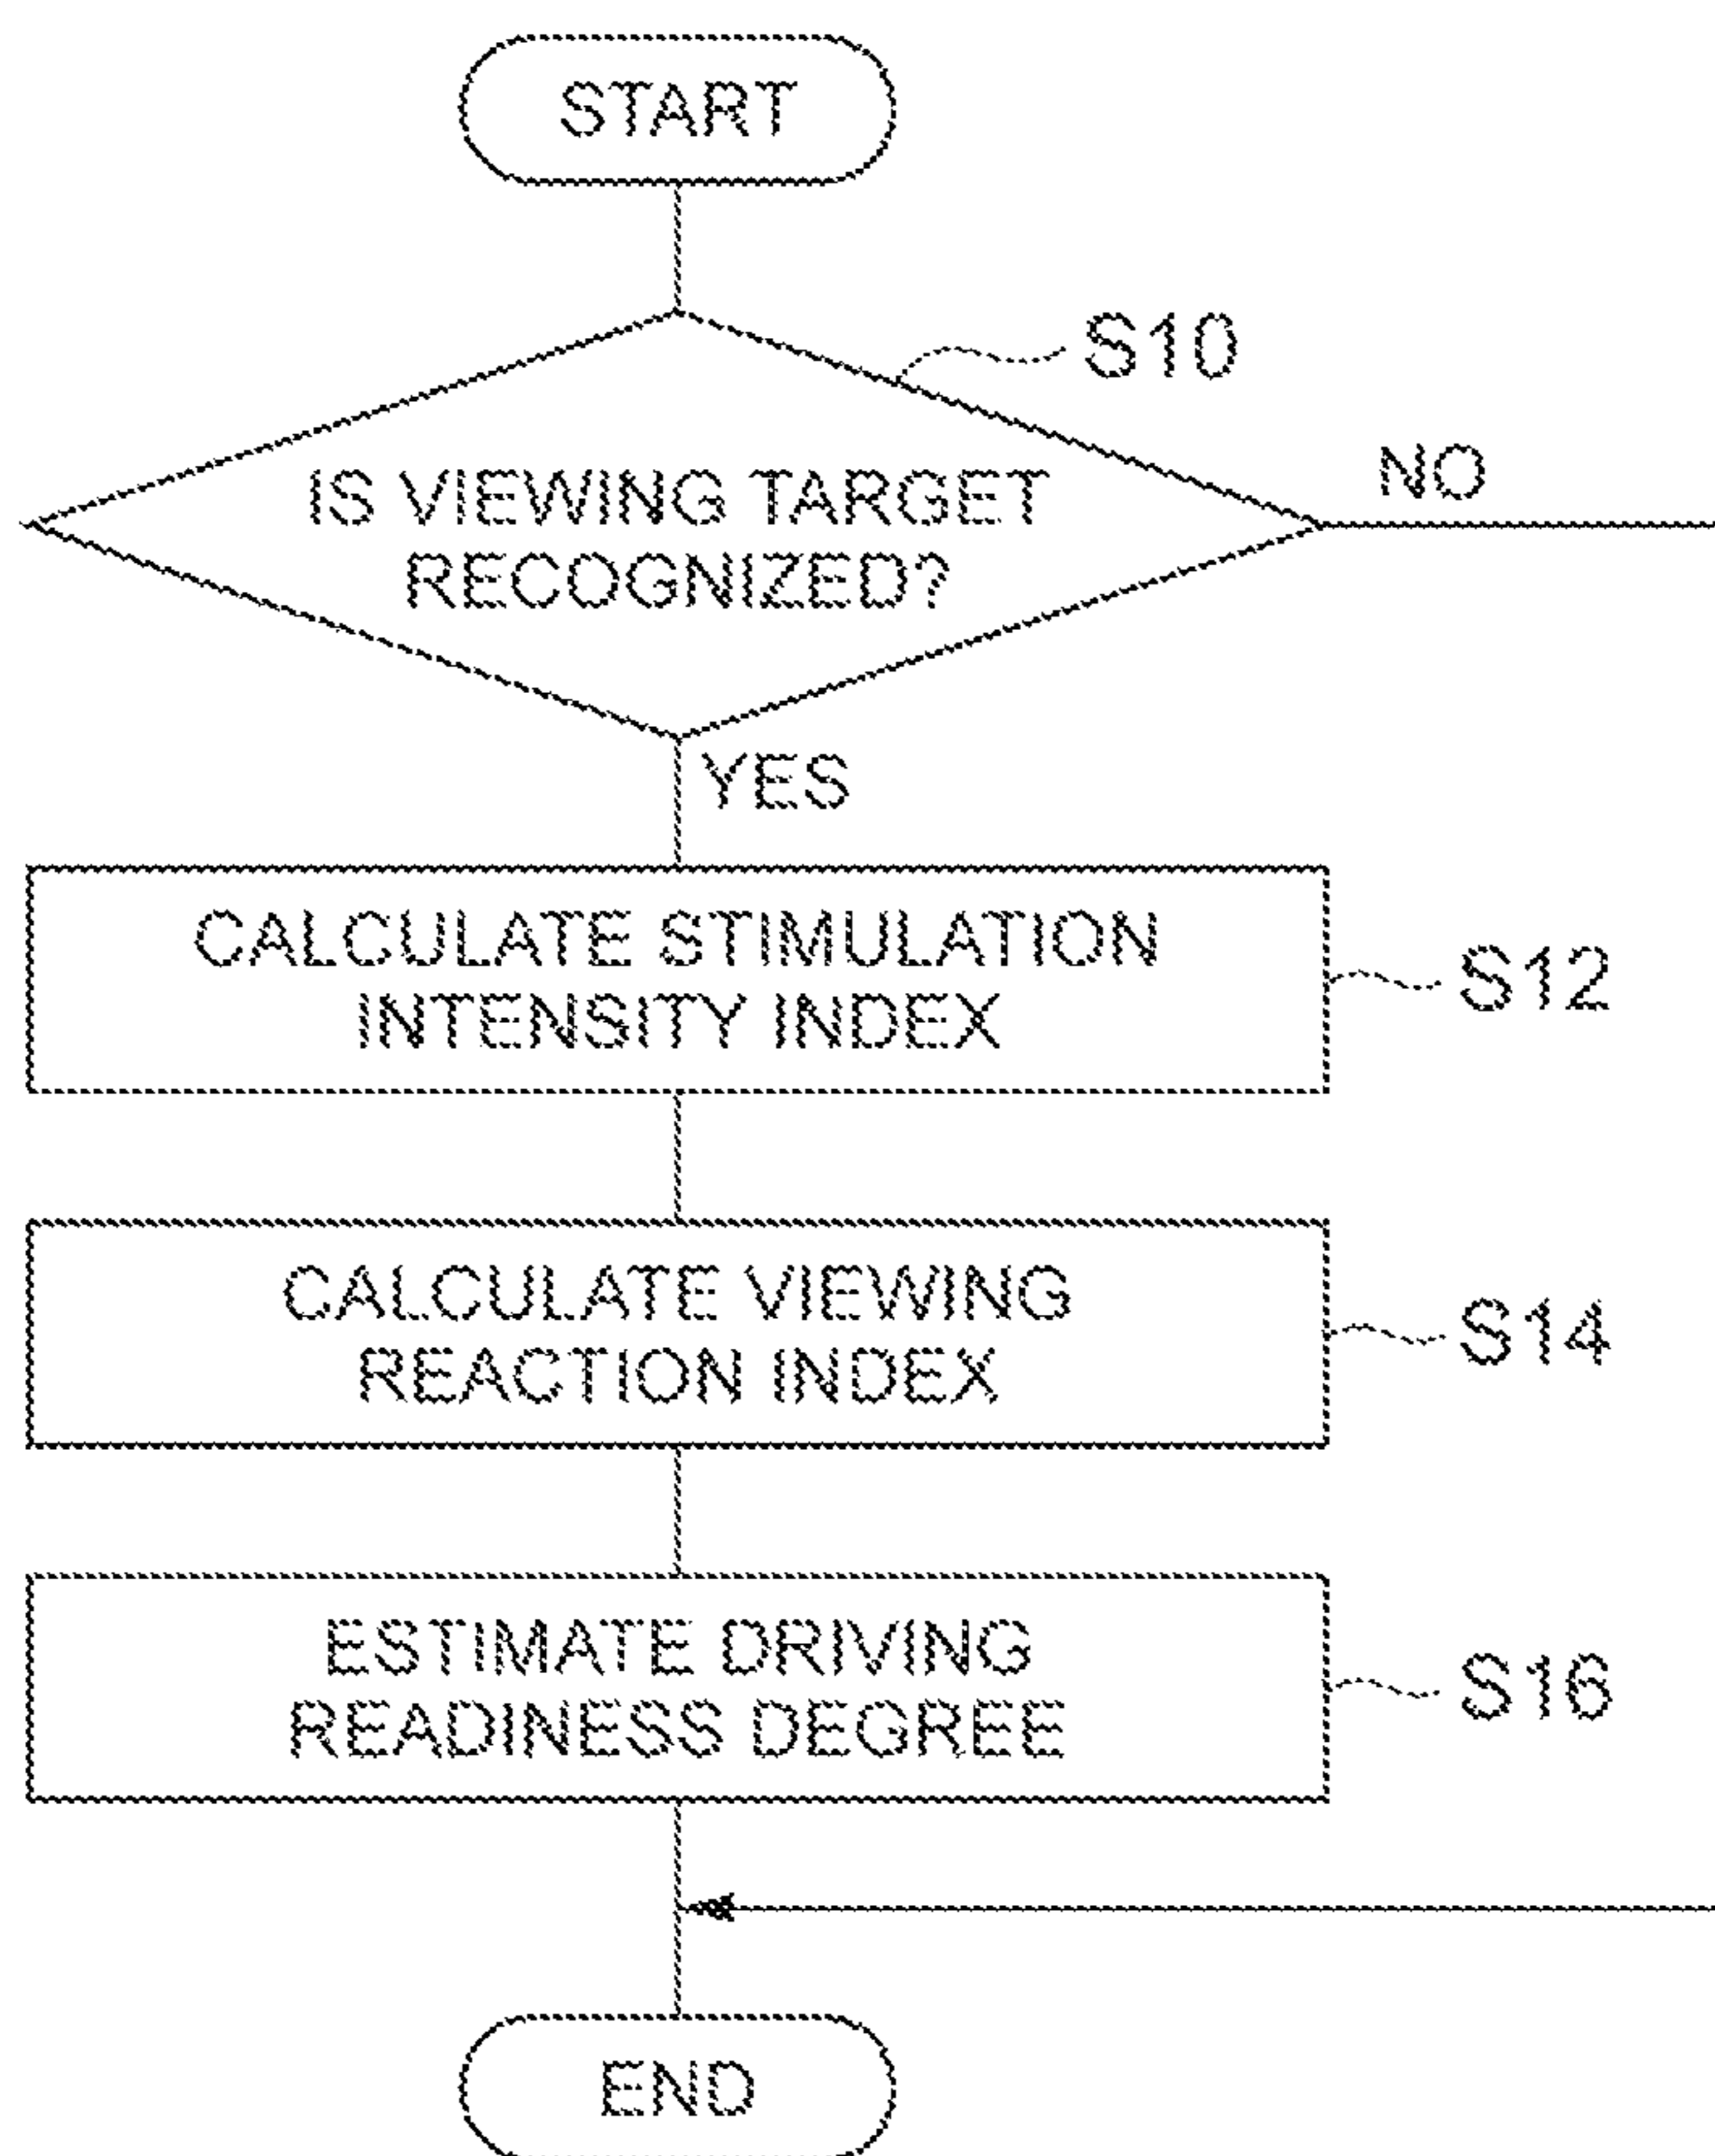 START
S10
IS VIEWING TARGET
RECOGNIZED?
NO
YES
CALCULATE STIMULATION
INTENSITY INDEX
S12
CALCULATE VIEWING
REACTION INDEX
S14
ESTIMATE DRIVING
READINESS DEGREE
S16
END